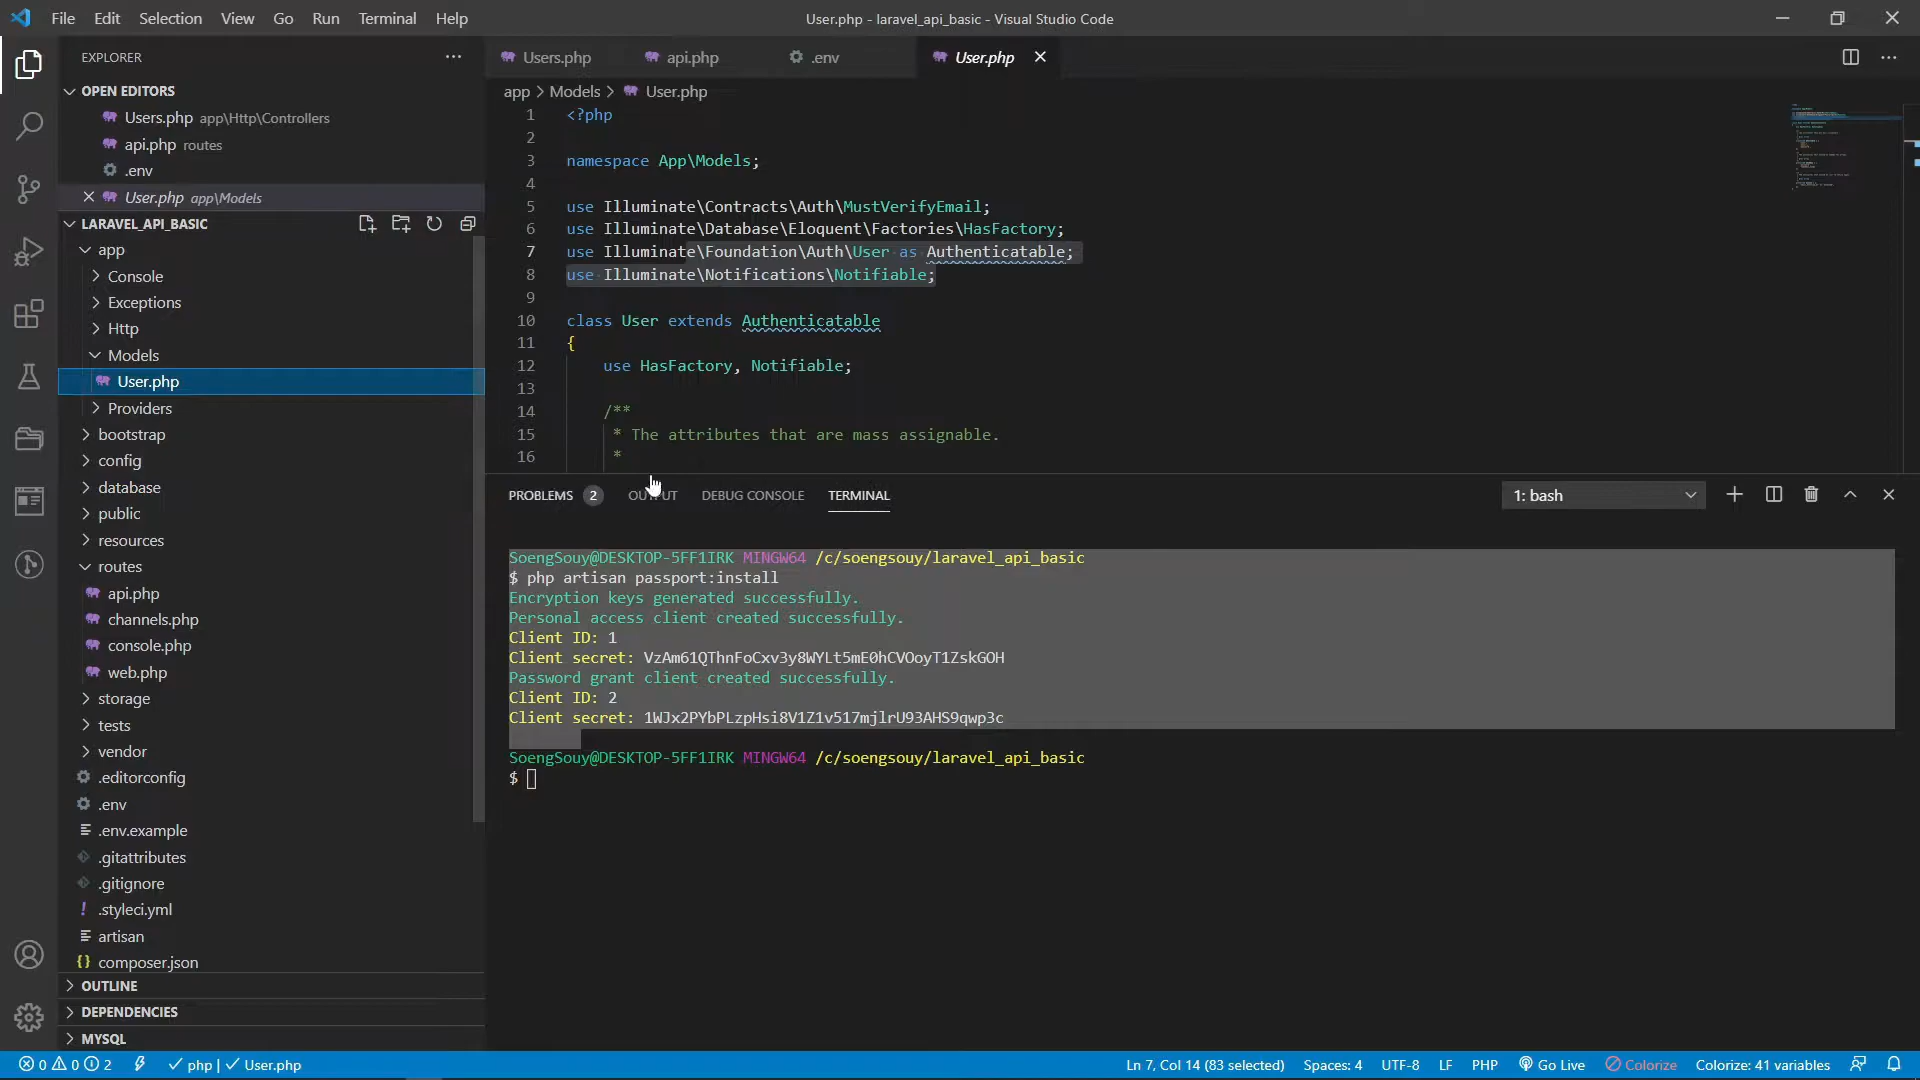 File Edit Selection View Go Run Terminal Help
User.php - laravel_api_basic - Visual Studio Code
EXPLORER
OPEN EDITORS
Users.php app\Http\Controllers
api.php routes
.env
User.php app\Models
LARAVEL_API_BASIC
app
Console
Exceptions
Http
Models
User.php
Providers
bootstrap
config
database
public
resources
routes
api.php
channels.php
console.php
web.php
storage
tests
vendor
.editorconfig
.env
.env.example
.gitattributes
.gitignore
.styleci.yml
artisan
composer.json
OUTLINE
DEPENDENCIES
MYSQL
Users.php api.php .env User.php
app > Models > User.php
1 <?php
2
3 namespace App\Models;
4
5 use Illuminate\Contracts\Auth\MustVerifyEmail;
6 use Illuminate\Database\Eloquent\Factories\HasFactory;
7 use Illuminate\Foundation\Auth\User as Authenticatable;
8 use Illuminate\Notifications\Notifiable;
9
10 class User extends Authenticatable
11 {
12 use HasFactory, Notifiable;
13
14 /**
15 * The attributes that are mass assignable.
16 *
PROBLEMS 2 OUTPUT DEBUG CONSOLE TERMINAL
1: bash
SoengSouy@DESKTOP-5FF1IRK MINGW64 /c/soengsouy/laravel_api_basic
$ php artisan passport:install
Encryption keys generated successfully.
Personal access client created successfully.
Client ID: 1
Client secret: VzAm61QThnFoCxv3y8WYLt5mE0hCVOoyT1ZskGOH
Password grant client created successfully.
Client ID: 2
Client secret: 1WJx2PYbPLzpHsi8V1Z1v517mjlrU93AHS9qwp3c
SoengSouy@DESKTOP-5FF1IRK MINGW64 /c/soengsouy/laravel_api_basic
$
0 0 2 php | User.php
Ln 7, Col 14 (83 selected) Spaces: 4 UTF-8 LF PHP Go Live Colorize Colorize: 41 variables